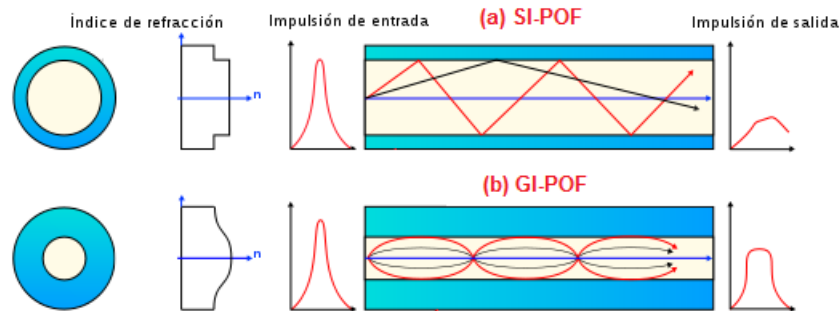 Índice de refracción
Impulsión de entrada
(a) SI-POF
Impulsión de salida
n
(b) GI-POF
n